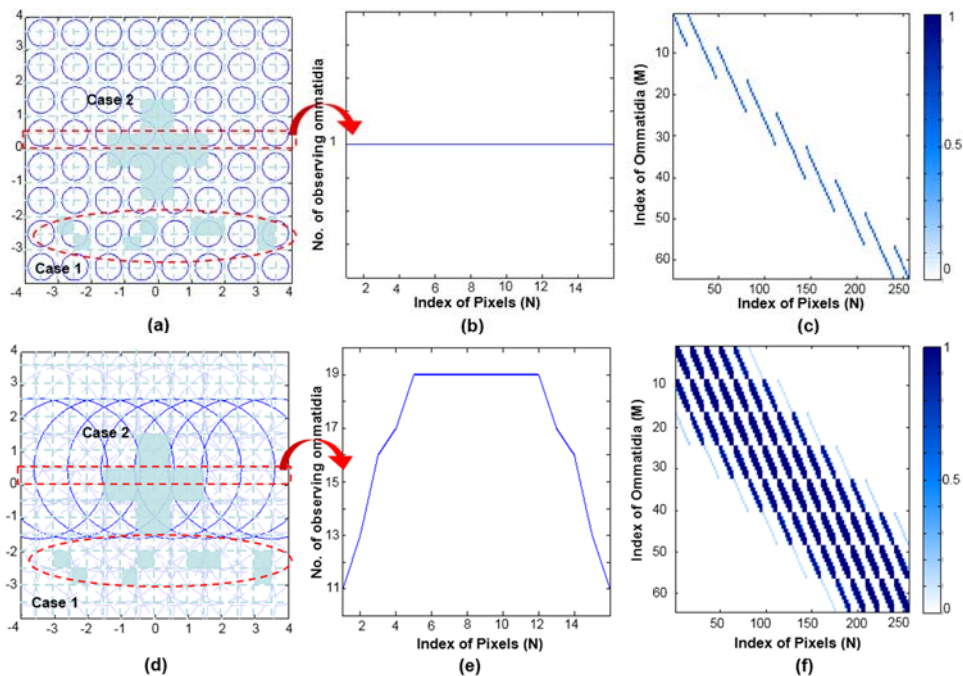 4
3
2
1
0
-1
-2
-3
-4
-4 -3 -2 -1 0 1 2 3 4
Case 2
Case 1
(a)
No. of observing ommatidia
1
2 4 6 8 10 12 14
Index of Pixels (N)
(b)
Index of Ommatidia (M)
10
20
30
40
50
60
50 100 150 200 250
Index of Pixels (N)
1
0.5
0
(c)
4
3
2
1
0
-1
-2
-3
-4
-4 -3 -2 -1 0 1 2 3 4
Case 2
Case 1
(d)
No. of observing ommatidia
19
17
15
13
11
2 4 6 8 10 12 14
Index of Pixels (N)
(e)
Index of Ommatidia (M)
10
20
30
40
50
60
50 100 150 200 250
Index of Pixels (N)
1
0.5
0
(f)